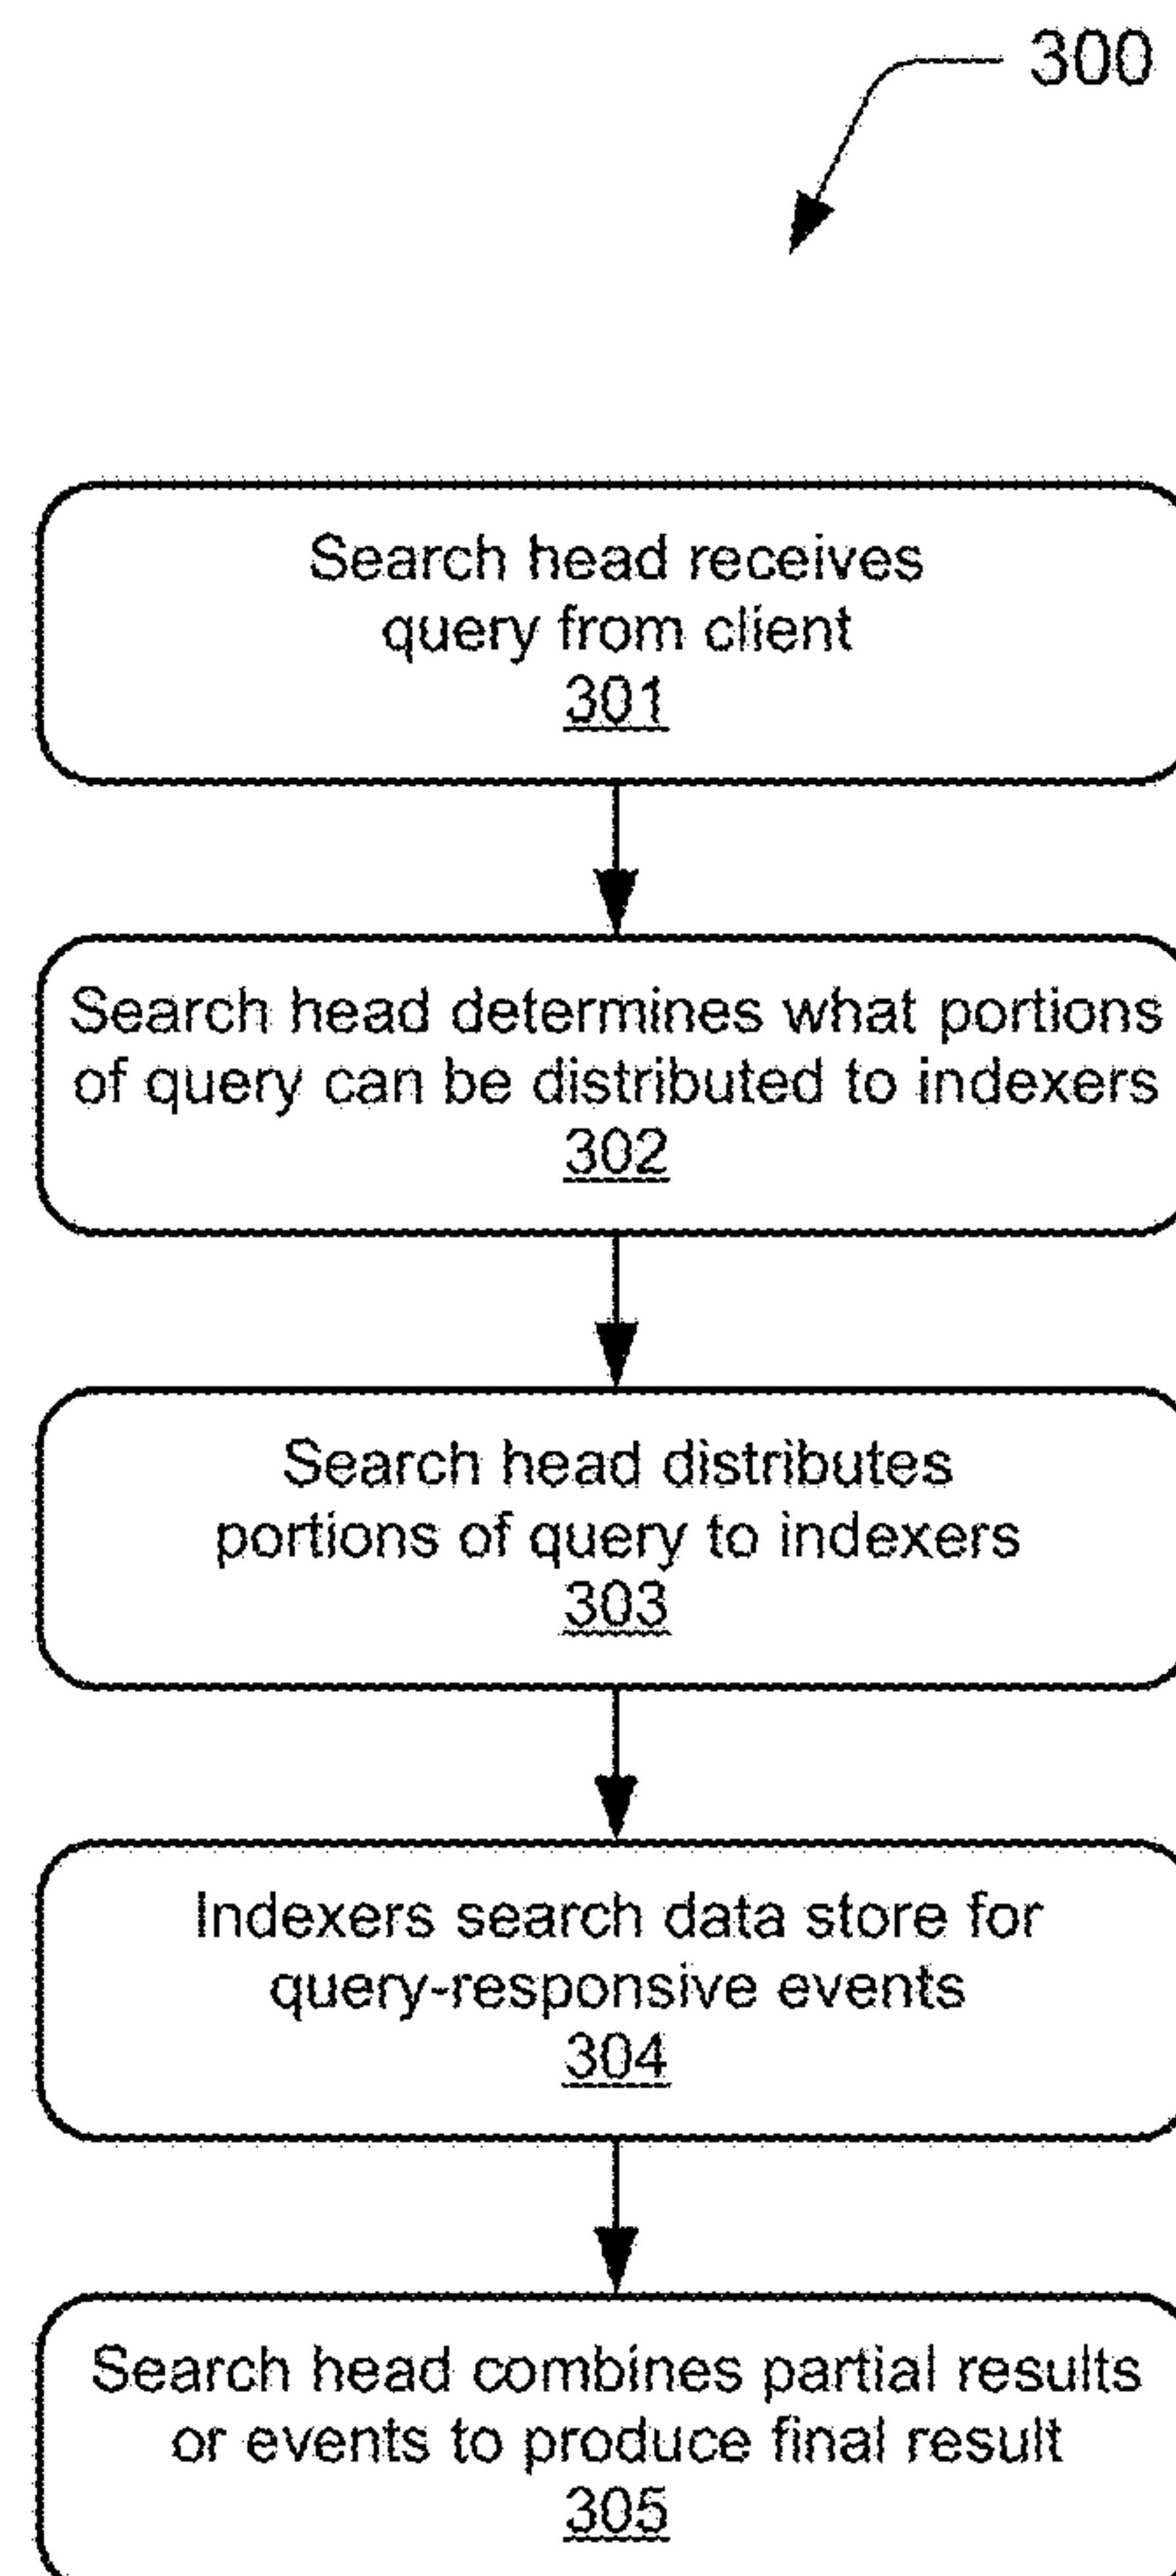 300
Search head receives
query from client
301
Search head determines what portions
of query can be distributed to indexers
302
Search head distributes
portions of query to indexers
303
Indexers search data store for
query-responsive events
304
Search head combines partial results
or events to produce final result
305